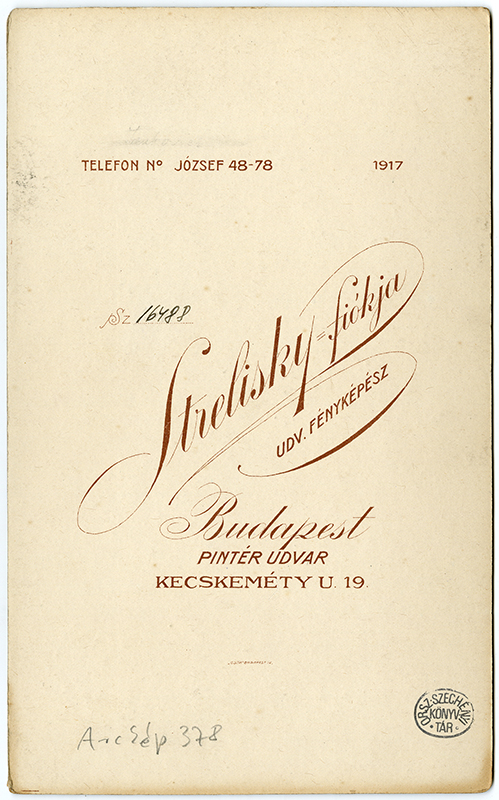 TELEFON Nº JÓZSEF 48-78 1917
Sz 16488
Strelisky-fiókja
UDV. FÉNYKÉPÉSZ
Budapest
PINTÉR UDVAR
KECSKEMÉTY U. 19.
Arckép 378
ORSZ. SZÉCHÉNYI
KÖNYV
TÁR